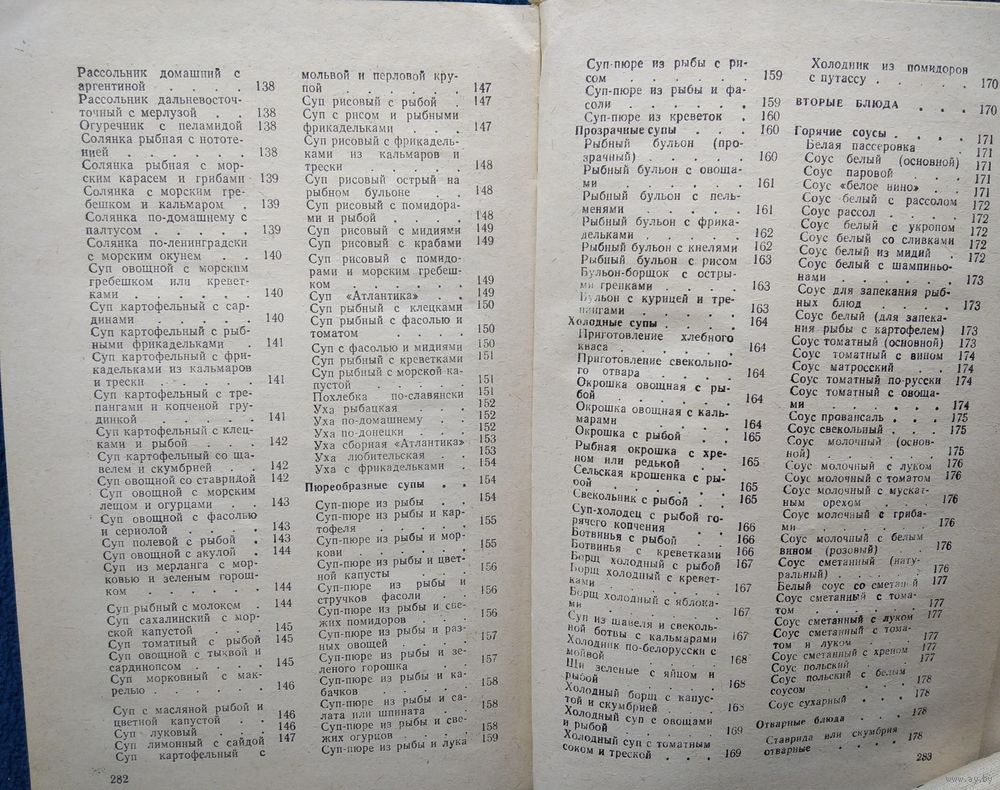 Рассольник домашний с
аргентиной . . . . 138
Рассольник дальневосточ-
точный с мерлузой . . 138
Огуречник с пеламидой 138
Солянка рыбная с нототе-
нией . . . . . . 138
Солянка рыбная с мор-
ским карасем и грибами 139
Солянка с морским гре-
бешком и кальмаром . 139
Солянка по-домашнему с
палтусом . . . . . 139
Солянка по-ленинградски
с морским окунем . . 140
Суп овощной с морским
гребешком или кревет-
ками . . . . . . 140
Суп картофельный с сар-
динами . . . . . 140
Суп картофельный с рыб-
ными фрикадельками . 141
Суп картофельный с фри-
кадельками из кальмаров
и трески . . . . . 141
Суп картофельный с тре-
пангами и копченой гру-
динкой . . . . . 141
Суп картофельный с клец-
ками и рыбой . . . 142
Суп картофельный со ща-
велем и скумбрией . . 142
Суп овощной со ставридой 142
Суп овощной с морским
лещом и огурцами . . 143
Суп овощной с фасолью
и сериолой . . . . 143
Суп полевой с рыбой . 143
Суп овощной с акулой . 144
Суп из мерланга с мор-
ковью и зеленым горош-
ком . . . . . . 144
Суп рыбный с молоком . 144
Суп сахалинский с мор-
ской капустой . . . 145
Суп томатный с рыбой 145
Суп овощной с тыквой и
сардинопсом . . . . 145
Суп морковный с мак-
релью . . . . . 146
Суп с масляной рыбой и
цветной капустой . . 146
Суп луковый . . . 146
Суп лимонный с сайдой 147
Суп картофельный с
282
мольвой и перловой кру-
пой . . . . . . 147
Суп рисовый с рыбой . 147
Суп с рисом и рыбными
фрикадельками . . . 147
Суп рисовый с фрикадель-
ками из кальмаров и
трески . . . . . 148
Суп рисовый острый на
рыбном бульоне . . 148
Суп рисовый с помидора-
ми и рыбой . . . . 148
Суп рисовый с мидиями 149
Суп рисовый с крабами 149
Суп рисовый с помидо-
рами и морским гребеш-
ком . . . . . . 149
Суп «Атлантика» . . 149
Суп рыбный с клецками 150
Суп рыбный с фасолью и
томатом . . . . . 150
Суп с фасолью и мидиями 150
Суп рыбный с креветками 151
Суп рыбный с морской ка-
пустой . . . . . 151
Похлебка по-славянски 151
Уха рыбацкая . . . 152
Уха по-домашнему . . 152
Уха по-донецки . . . 152
Уха сборная «Атлантика» 153
Уха любительская . . 153
Уха с фрикадельками . 154
Пюреобразные супы . . 154
Суп-пюре из рыбы . . 154
Суп-пюре из рыбы и кар-
тофеля . . . . . 155
Суп-пюре из рыбы и мор-
кови . . . . . . 155
Суп-пюре из рыбы и цвет-
ной капусты . . . . 156
Суп-пюре из рыбы и
стручков фасоли . . 156
Суп-пюре из рыбы и све-
жих помидоров . . . 156
Суп-пюре из рыбы и раз-
ных овощей . . . . 157
Суп-пюре из рыбы и зе-
леного горошка . . . 157
Суп-пюре из рыбы и ка-
бачков . . . . . 158
Суп-пюре из рыбы и са-
лата или шпината . . 158
Суп-пюре из рыбы и све-
жих огурцов . . . . 158
Суп-пюре из рыбы и лука 159
Суп-пюре из рыбы и ри-
сом . . . . . . 159
Суп-пюре из рыбы и фа-
соли . . . . . . 159
Суп-пюре из креветок . 160
Прозрачные супы . . . 160
Рыбный бульон (про-
зрачный) . . . . . 160
Рыбный бульон с овоща-
ми . . . . . . 161
Рыбный бульон с пель-
менями . . . . . 161
Рыбный бульон с фрика-
дельками . . . . . 162
Рыбный бульон с кнелями 162
Рыбный бульон с рисом 163
Бульон-борщок с остры-
ми гренками . . . . 163
Бульон с курицей и тре-
пангами . . . . . 163
Холодные супы . . . . 164
Приготовление хлебного
кваса . . . . . . 164
Приготовление свекольно-
го отвара . . . . . 164
Окрошка овощная с ры-
бой . . . . . . 164
Окрошка овощная с каль-
марами . . . . . 164
Окрошка с рыбой . . 165
Рыбная окрошка с хре-
ном или редькой . . . 165
Сельская крошенка с ры-
бой . . . . . . 165
Свекольник с рыбой . . 165
Суп-холодец с рыбой го-
рячего копчения . . . 166
Ботвинья с рыбой . . 166
Ботвинья с креветками 166
Борщ холодный с рыбой 167
Борщ холодный с кревет-
ками . . . . . .
Борщ холодный с яблока-
ми . . . . . . 167
Суп из щавеля и свеколь-
ной ботвы с кальмарами 167
Холодник по-белорусски с
мойвой . . . . . 168
Щи зеленые с яйцом и
рыбой . . . . . 168
Холодный борщ с капус-
той и скумбрией . . . 168
Холодный суп с овощами
и рыбой . . . . . 169
Холодный суп с томатным
соком и треской . . . 169
Холодник из помидоров
с путассу . . . . . 170
ВТОРЫЕ БЛЮДА . . . 170
Горячие соусы . . . . 171
Белая пассеровка . . 171
Соус белый (основной) 171
Соус паровой . . . 171
Соус «белое вино» . . 171
Соус белый с рассолом 172
Соус рассол . . . . 172
Соус белый с укропом 172
Соус белый со сливками 172
Соус белый из мидий . 172
Соус белый с шампиньо-
нами . . . . . . 173
Соус для запекания рыб-
ных блюд . . . . 173
Соус белый (для запека-
ния рыбы с картофелем) 173
Соус томатный (основной) 173
Соус томатный с вином 174
Соус матросский . . . 174
Соус томатный по-русски 174
Соус томатный с овоща-
ми . . . . . . 174
Соус провансаль . . . 175
Соус свекольный . . . 175
Соус молочный (основ-
ной) . . . . . . 175
Соус молочный с луком 176
Соус молочный с томатом 176
Соус молочный с мускат-
ным орехом . . . . 176
Соус молочный с гриба-
ми . . . . . . 176
Соус молочный с белым
вином (розовый) . . . 176
Соус сметанный (нату-
ральный) . . . . . 176
Белый соус со сметаной 177
Соус сметанный с тома-
том . . . . . . 177
Соус сметанный с луком 177
Соус сметанный с тома-
том и луком . . . . 177
Соус сметанный с хреном 177
Соус польский . . . 177
Соус польский с белым
соусом . . . . . 178
Соус сухарный . . . 178
Отварные блюда . . . 178
Ставрида или скумбрия
отварные . . . . 178
283
www.ay.by